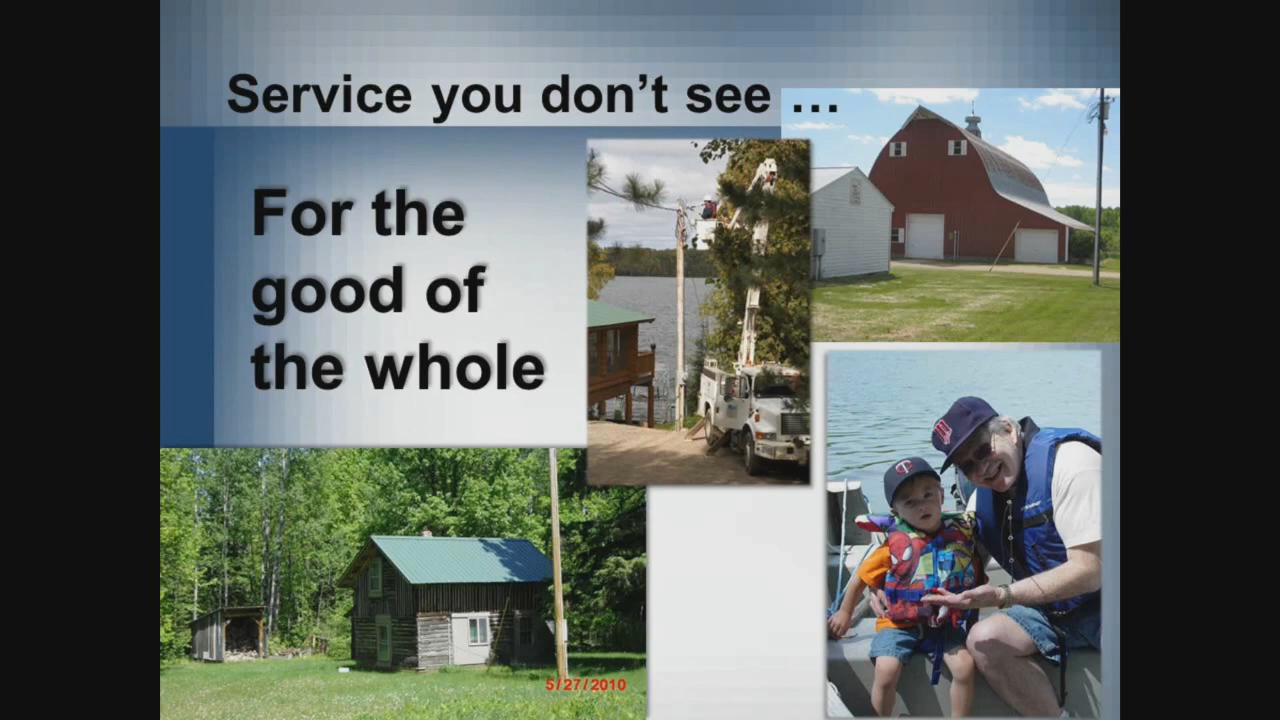 Service you don’t see …
For the
good of
the whole
5/27/2010